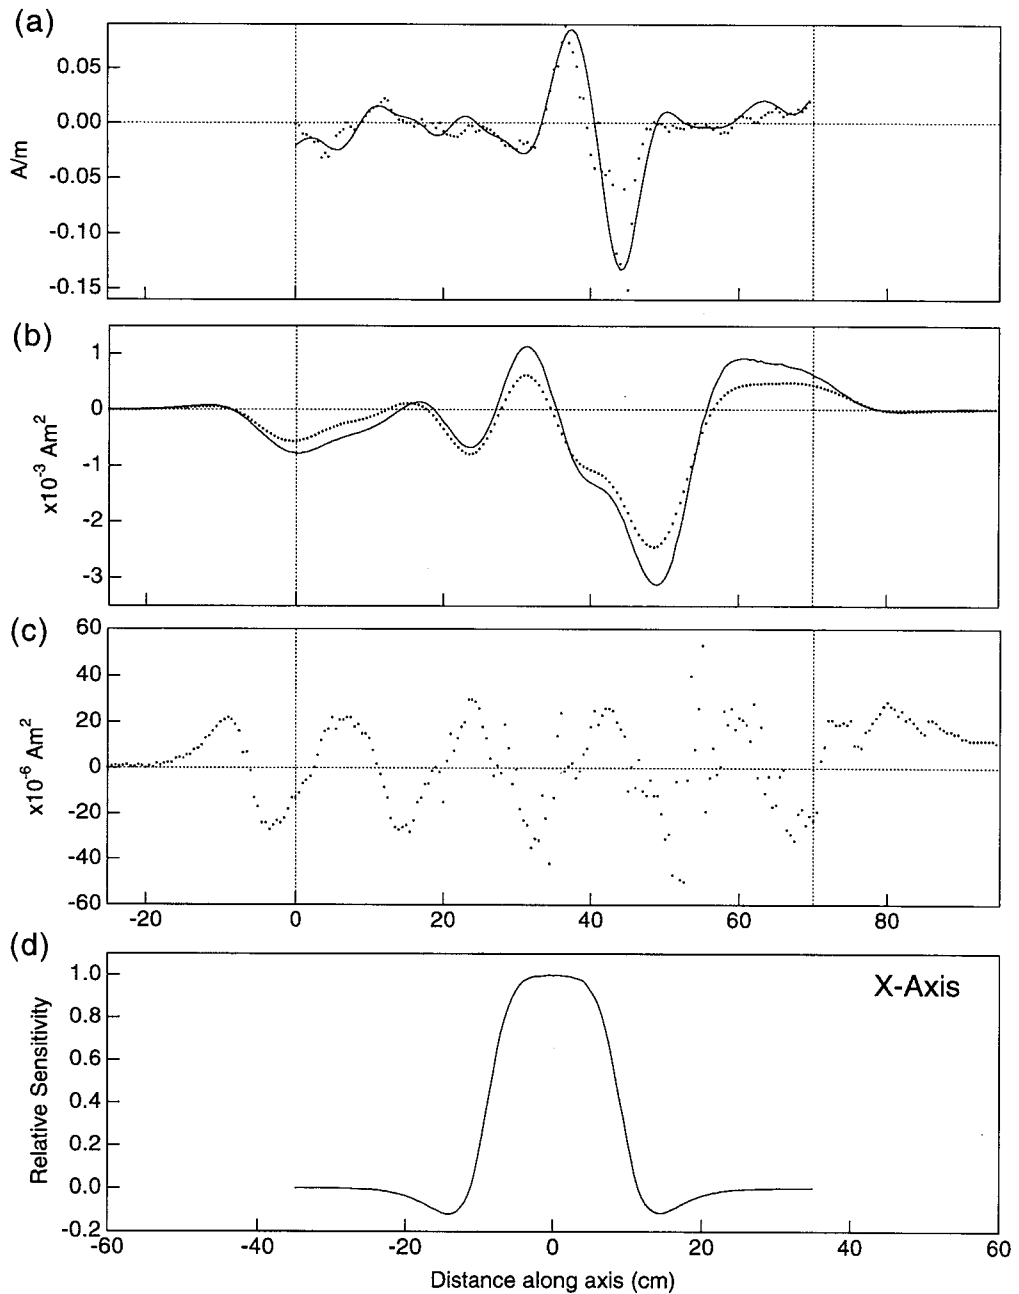 (a)
0.05
0.00
-0.05
-0.10
-0.15
A/m
(b)
1
0
-1
-2
-3
x10-3 Am2
(c)
60
40
20
0
-20
-40
-60
x10-6 Am2
-20 0 20 40 60 80
(d)
X-Axis
1.0
0.8
0.6
0.4
0.2
0.0
-0.2
Relative Sensitivity
-60 -40 -20 0 20 40 60
Distance along axis (cm)